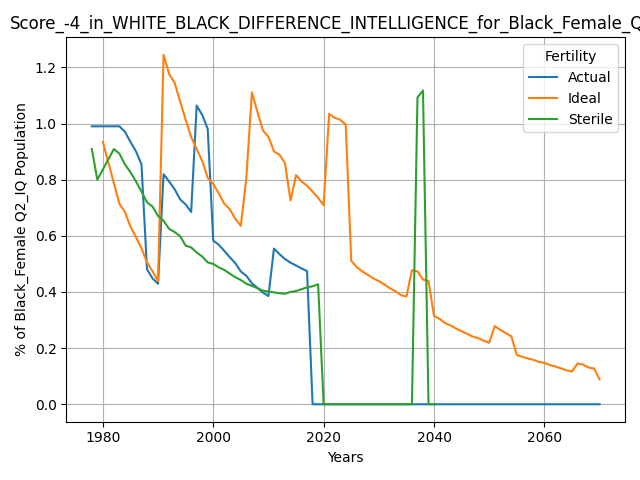 Score_-4_in_WHITE_BLACK_DIFFERENCE_INTELLIGENCE_for_Black_Female_Q
Fertility
Actual
Ideal
Sterile
% of Black_Female Q2_IQ Population
1.2
1.0
0.8
0.6
0.4
0.2
0.0
1980 2000 2020 2040 2060
Years